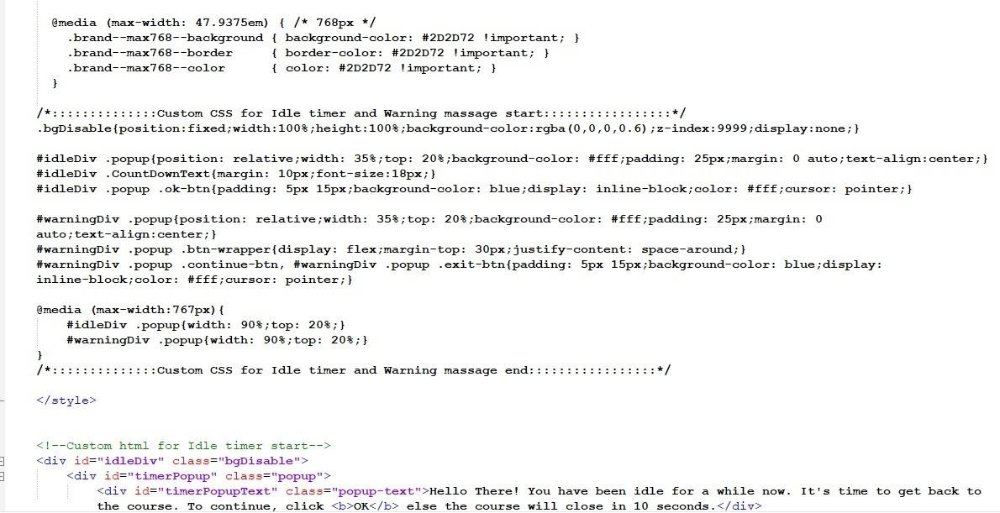 @media (max-width: 47.9375em) { /* 768px */
.brand--max768--background { background-color: #2D2D72 !important; }
.brand--max768--border { border-color: #2D2D72 !important; }
.brand--max768--color { color: #2D2D72 !important; }
}
/*::::::::::::::Custom CSS for Idle timer and Warning massage start:::::::::::::::::*/
.bgDisable{position:fixed;width:100%;height:100%;background-color:rgba(0,0,0,0.6);z-index:9999;display:none;}
#idleDiv .popup{position: relative;width: 35%;top: 20%;background-color: #fff;padding: 25px;margin: 0 auto;text-align:center;}
#idleDiv .CountDownText{margin: 10px;font-size:18px;}
#idleDiv .popup .ok-btn{padding: 5px 15px;background-color: blue;display: inline-block;color: #fff;cursor: pointer;}
#warningDiv .popup{position: relative;width: 35%;top: 20%;background-color: #fff;padding: 25px;margin: 0
auto;text-align:center;}
#warningDiv .popup .btn-wrapper{display: flex;margin-top: 30px;justify-content: space-around;}
#warningDiv .popup .continue-btn, #warningDiv .popup .exit-btn{padding: 5px 15px;background-color: blue;display:
inline-block;color: #fff;cursor: pointer;}
@media (max-width:767px){
#idleDiv .popup{width: 90%;top: 20%;}
#warningDiv .popup{width: 90%;top: 20%;}
}
/*::::::::::::::Custom CSS for Idle timer and Warning massage end:::::::::::::::::*/
</style>
<!--Custom html for Idle timer start-->
<div id="idleDiv" class="bgDisable">
<div id="timerPopup" class="popup">
<div id="timerPopupText" class="popup-text">Hello There! You have been idle for a while now. It's time to get back to
the course. To continue, click <b>OK</b> else the course will close in 10 seconds.</div>